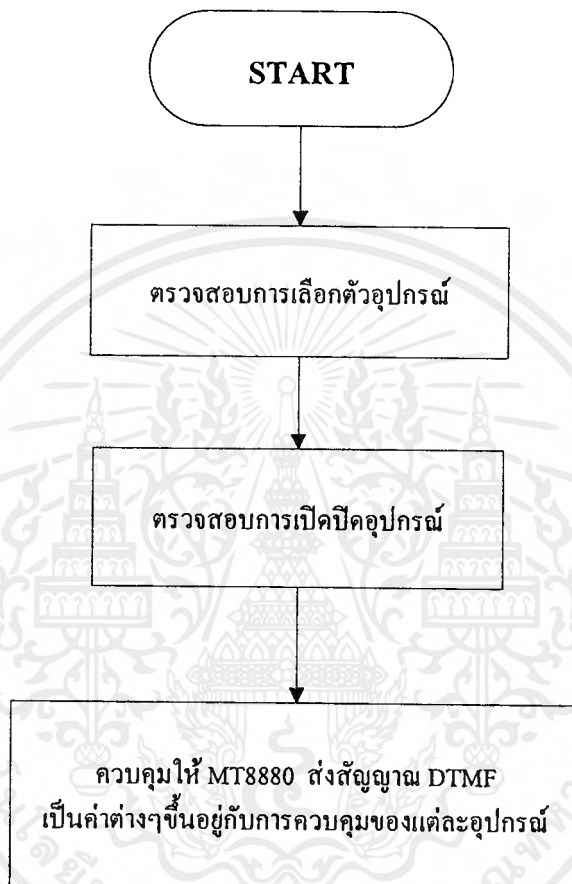 START
ตรวจสอบการเลือกตัวอุปกรณ์
ตรวจสอบการเปิดปิดอุปกรณ์
ควบคุมให้ MT8880 ส่งสัญญาณ DTMF
เป็นค่าต่างๆขึ้นอยู่กับการควบคุมของแต่ละอุปกรณ์